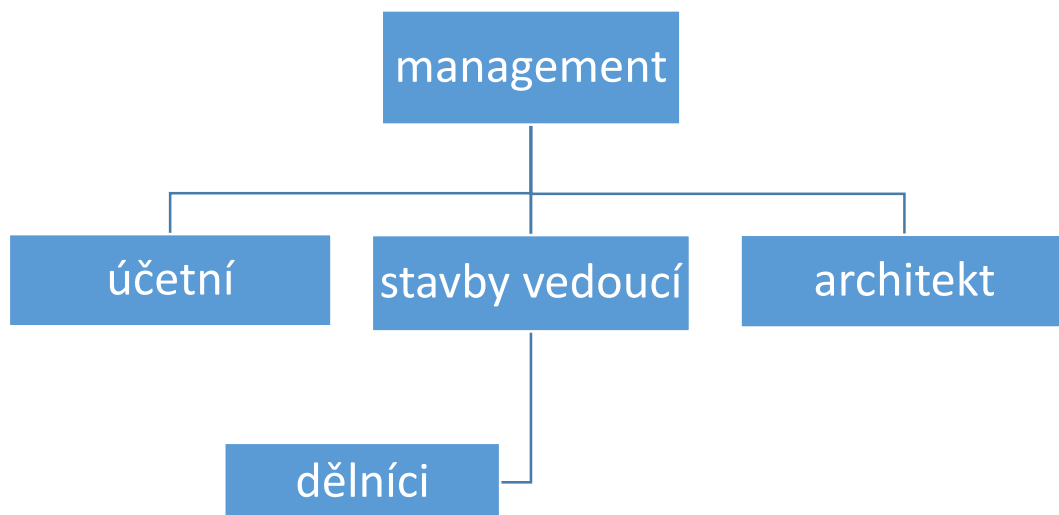 management
účetní
stavby vedoucí
architekt
dělníci